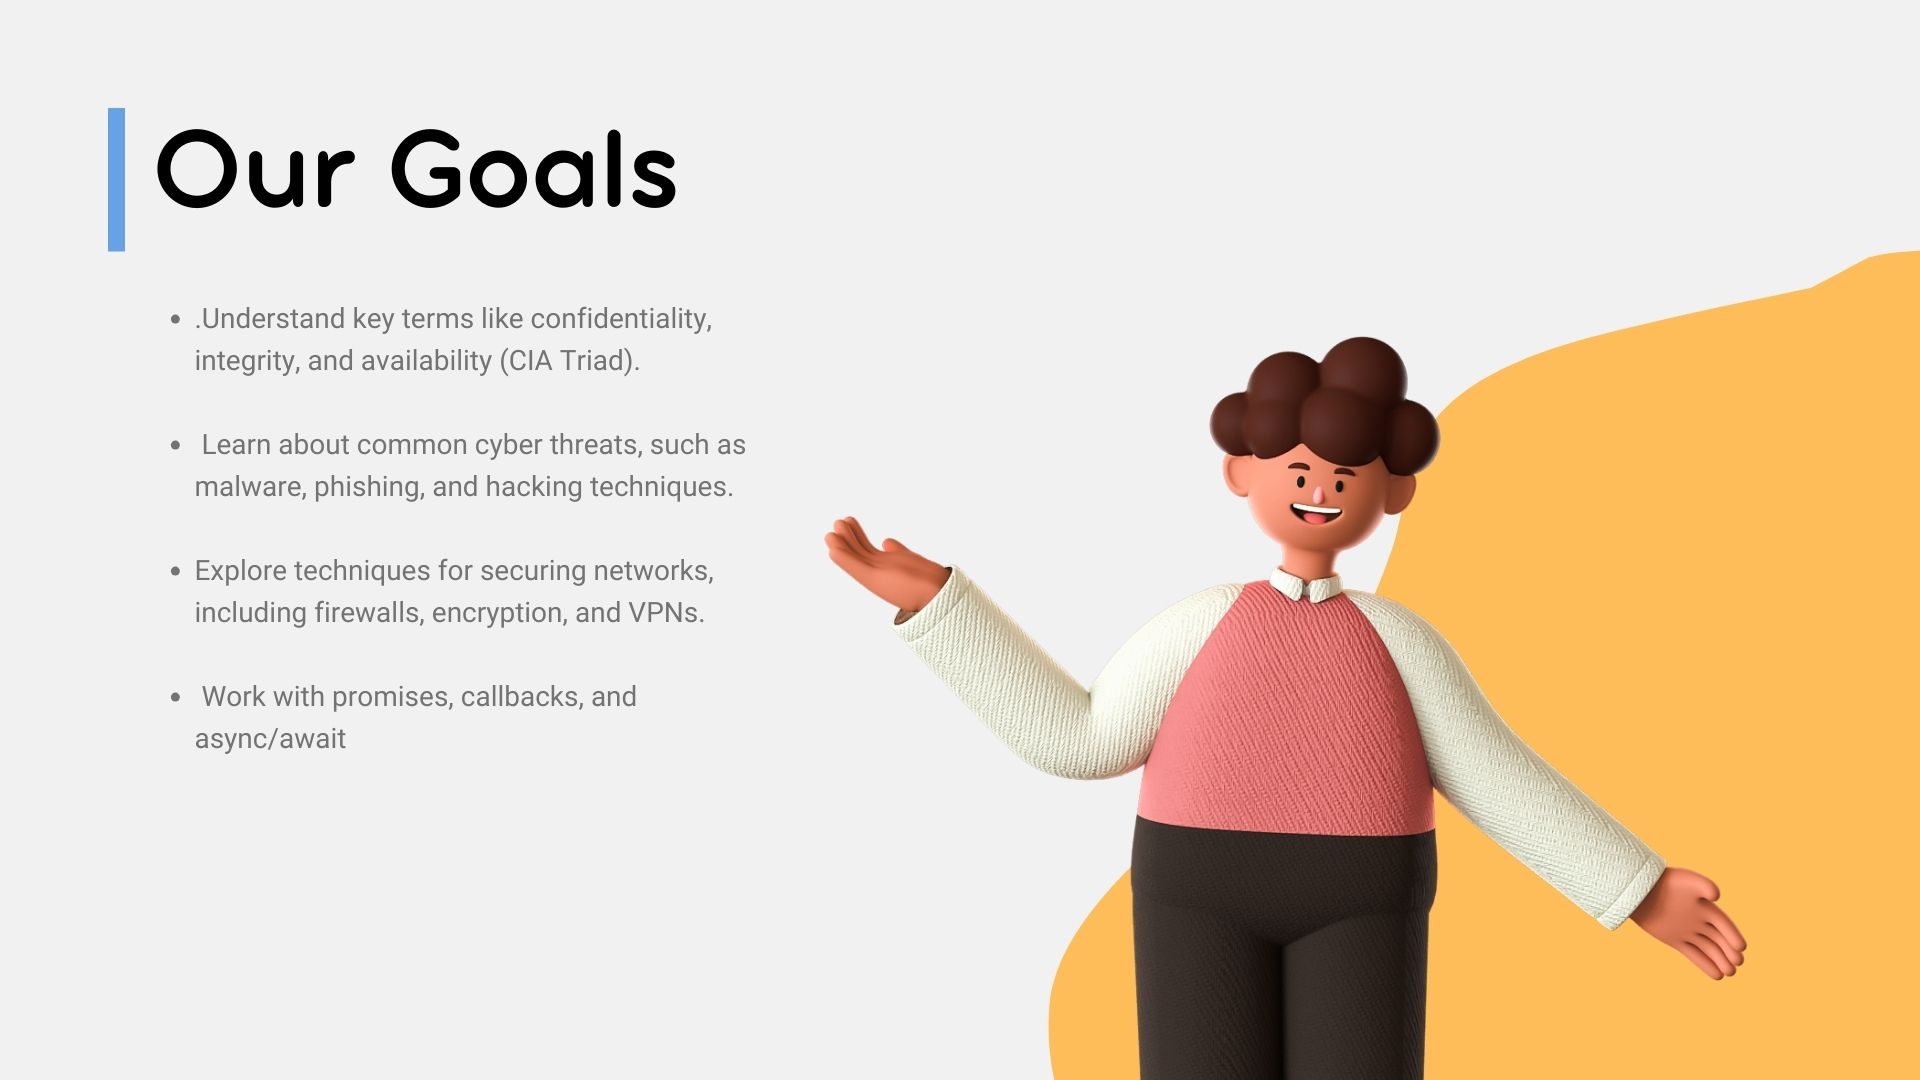 Our Goals
• .Understand key terms like confidentiality,
integrity, and availability (CIA Triad).
• Learn about common cyber threats, such as
malware, phishing, and hacking techniques.
• Explore techniques for securing networks,
including firewalls, encryption, and VPNs.
• Work with promises, callbacks, and
async/await